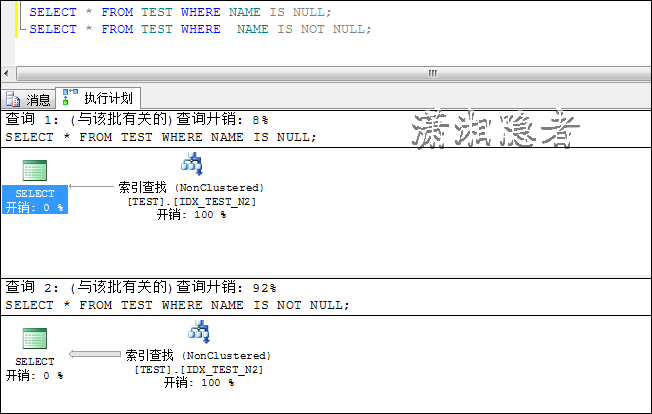 SELECT * FROM TEST WHERE NAME IS NULL;
SELECT * FROM TEST WHERE  NAME IS NOT NULL;
消息 执行计划
查询 1: (与该批有关的)查询开销: 8%
SELECT * FROM TEST WHERE NAME IS NULL;
潇湘隐者
SELECT
开销: 0 %
索引查找 (NonClustered)
[TEST].[IDX_TEST_N2]
开销: 100 %
查询 2: (与该批有关的)查询开销: 92%
SELECT * FROM TEST WHERE NAME IS NOT NULL;
SELECT
开销: 0 %
索引查找 (NonClustered)
[TEST].[IDX_TEST_N2]
开销: 100 %